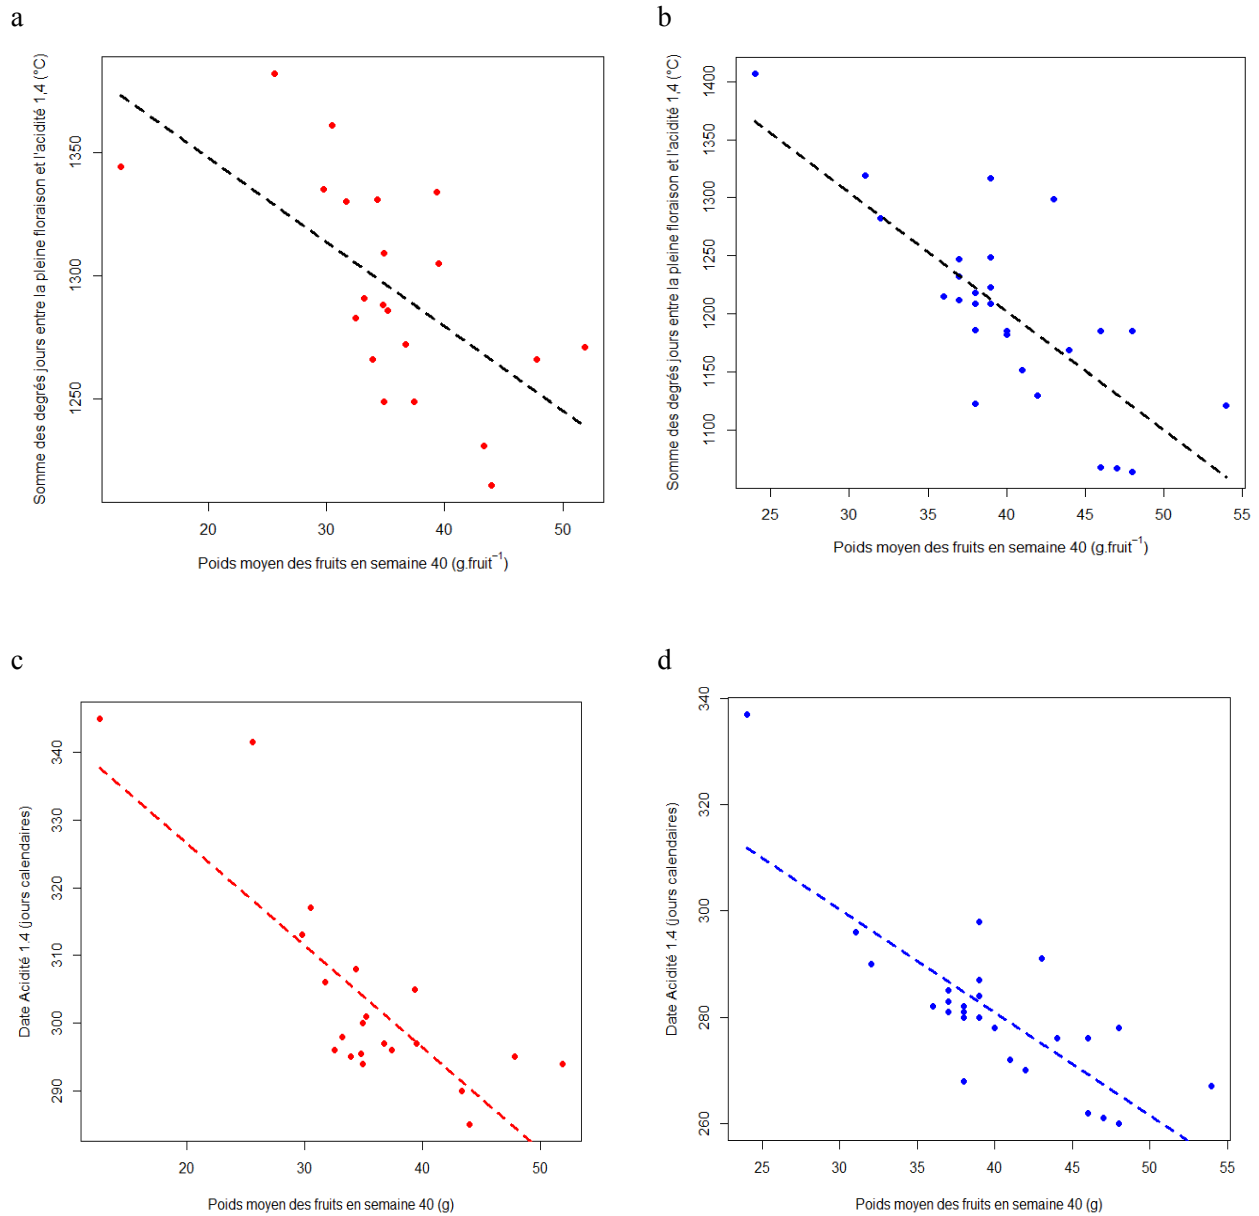 a
Somme des degrés jours entre la pleine floraison et l'acidité 1,4 (°C)
1350
1300
1250
20 30 40 50
Poids moyen des fruits en semaine 40 (g.fruit⁻¹)
b
Somme des degrés jours entre la pleine floraison et l'acidité 1,4 (°C)
1400
1350
1300
1250
1200
1150
1100
25 30 35 40 45 50 55
Poids moyen des fruits en semaine 40 (g.fruit⁻¹)
c
Date Acidité 1.4 (jours calendaires)
340
330
320
310
300
290
20 30 40 50
Poids moyen des fruits en semaine 40 (g)
d
Date Acidité 1.4 (jours calendaires)
340
320
300
280
260
25 30 35 40 45 50 55
Poids moyen des fruits en semaine 40 (g)